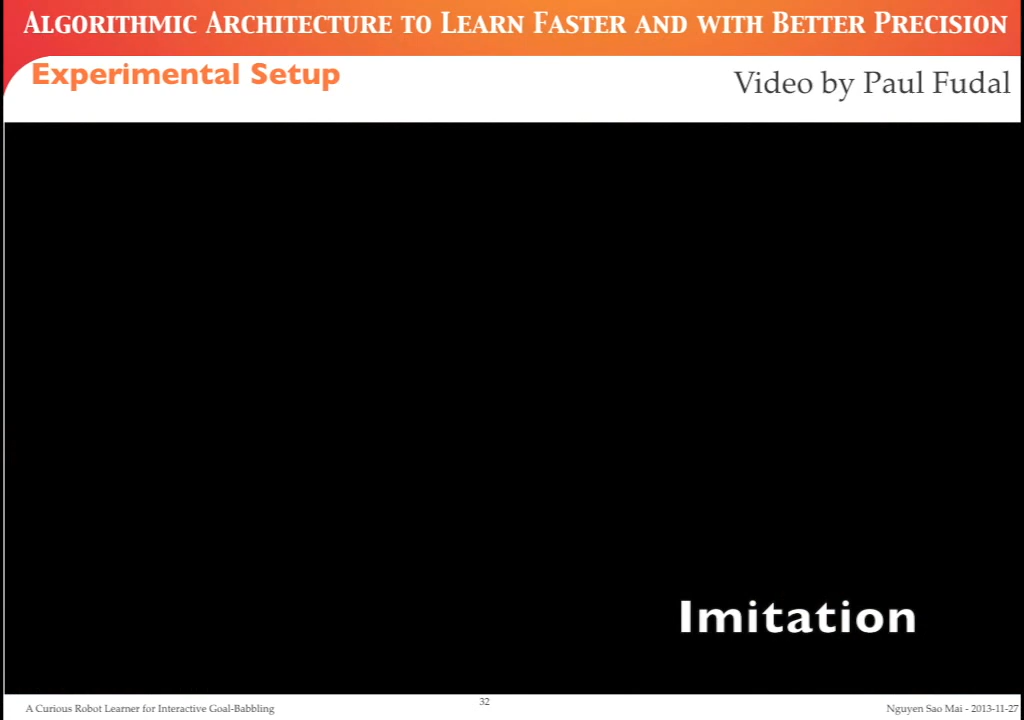 Algorithmic Architecture to Learn Faster and with Better Precision
Experimental Setup
Video by Paul Fudal
Imitation
A Curious Robot Learner for Interactive Goal-Babbling
32
Nguyen Sao Mai - 2013-11-27